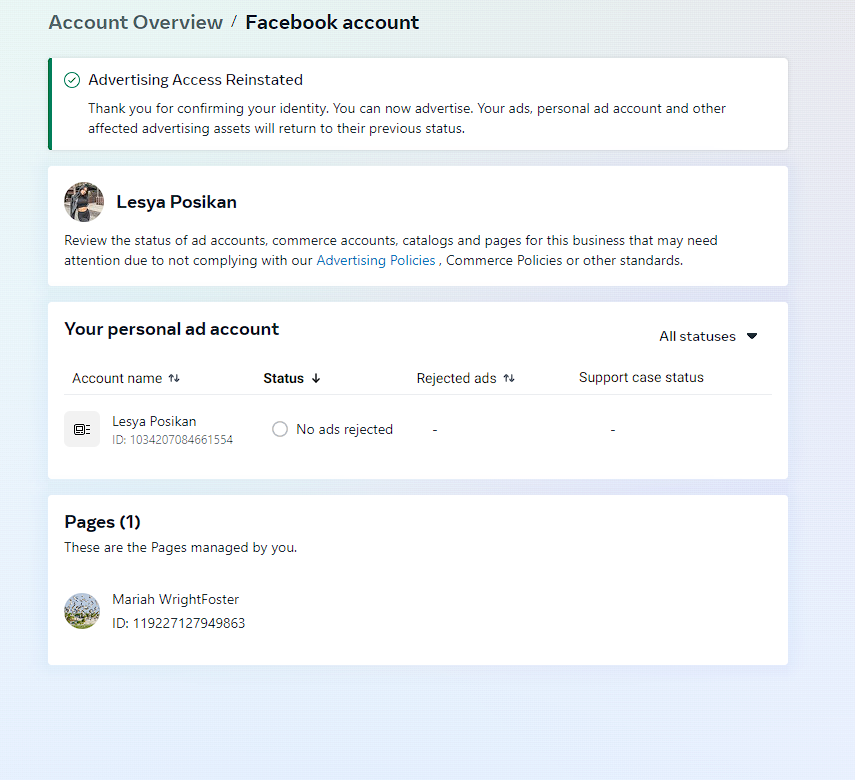 Account Overview / Facebook account
Advertising Access Reinstated
Thank you for confirming your identity. You can now advertise. Your ads, personal ad account and other
affected advertising assets will return to their previous status.
Lesya Posikan
Review the status of ad accounts, commerce accounts, catalogs and pages for this business that may need
attention due to not complying with our Advertising Policies , Commerce Policies or other standards.
Your personal ad account
All statuses
Account name Status Rejected ads Support case status
Lesya Posikan
ID: 1034207084661554
No ads rejected - -
Pages (1)
These are the Pages managed by you.
Mariah WrightFoster
ID: 119227127949863